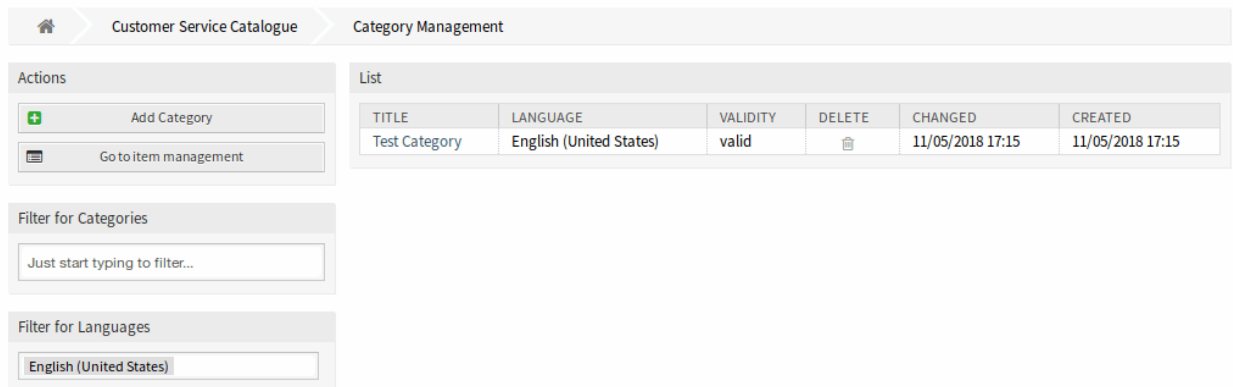 Customer Service Catalogue Category Management
Actions
Add Category
Go to item management
Filter for Categories
Just start typing to filter...
Filter for Languages
English (United States)
List
TITLE LANGUAGE VALIDITY DELETE CHANGED CREATED
Test Category English (United States) valid 11/05/2018 17:15 11/05/2018 17:15